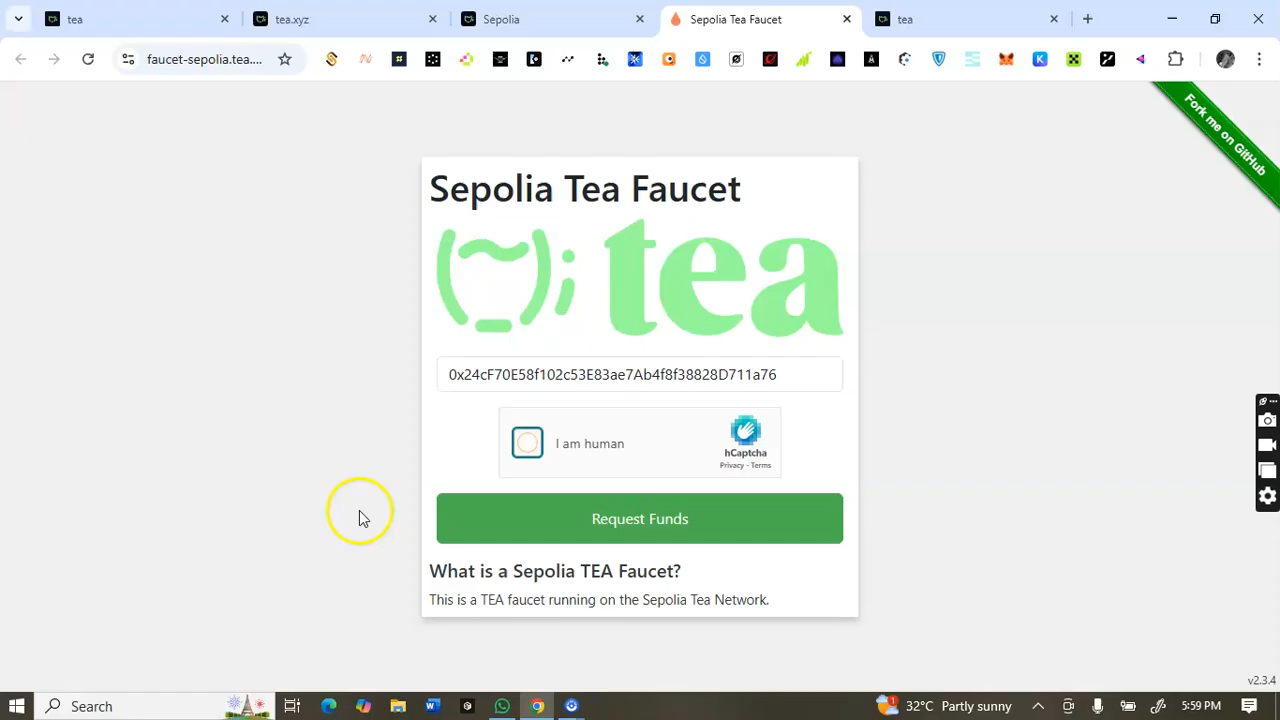 tea
tea.xyz
Sepolia
Sepolia Tea Faucet
tea
faucet-sepolia.tea....
Fork me on GitHub
Sepolia Tea Faucet
tea
0x24cF70E58f102c53E83ae7Ab4f8f38828D711a76
I am human
hCaptcha
Privacy - Terms
Request Funds
What is a Sepolia TEA Faucet?
This is a TEA faucet running on the Sepolia Tea Network.
v2.3.4
Search
32°C Partly sunny
5:59 PM